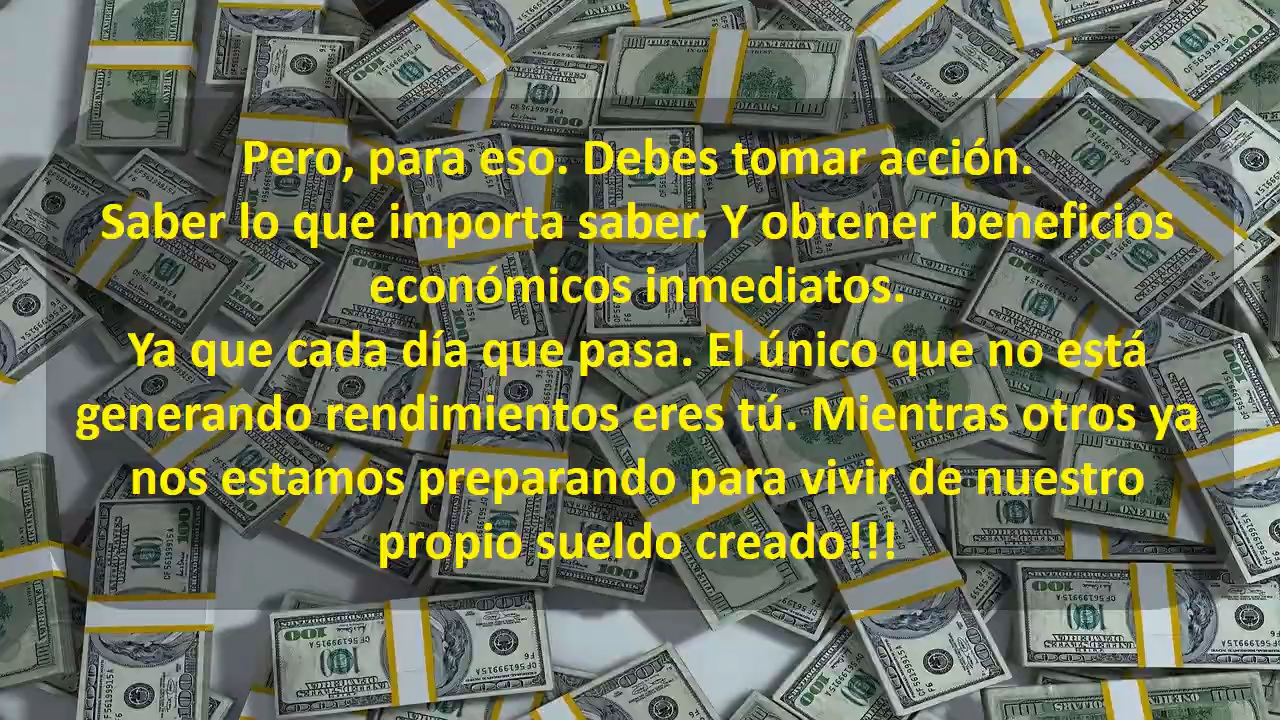 Pero, para eso. Debes tomar acción.
Saber lo que importa saber. Y obtener beneficios
económicos inmediatos.
Ya que cada día que pasa. El único que no está
generando rendimientos eres tú. Mientras otros ya
nos estamos preparando para vivir de nuestro
propio sueldo creado!!!